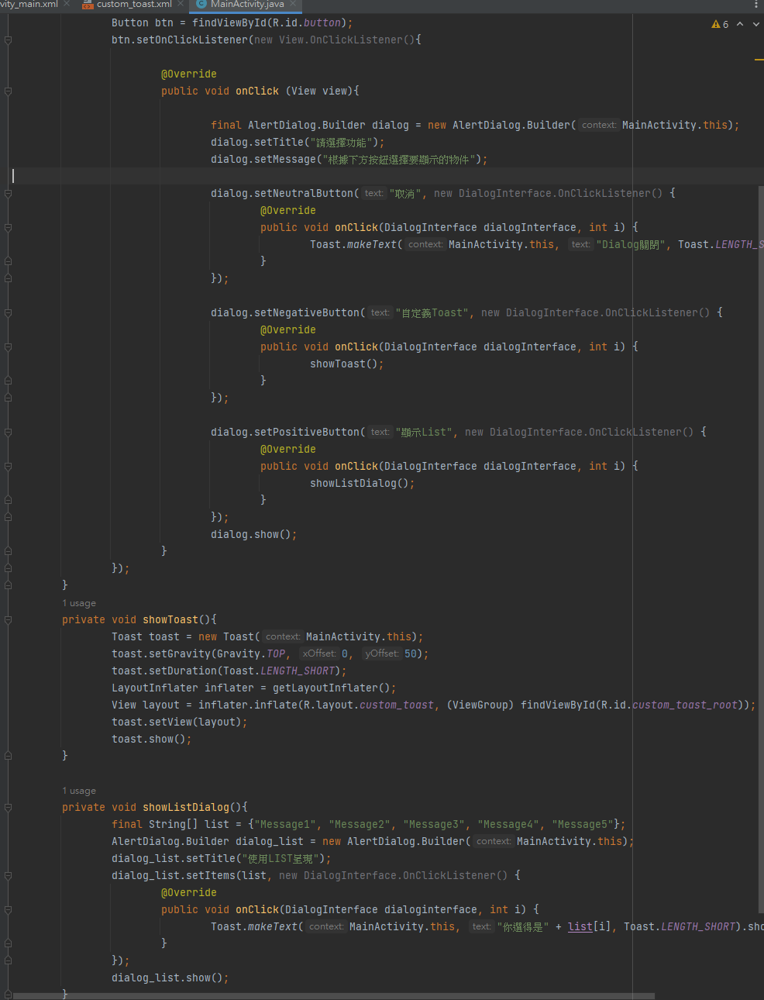 vity_main.xml custom_toast.xml MainActivity.java
Button btn = findViewById(R.id.button);
6
btn.setOnClickListener(new View.OnClickListener(){
@Override
public void onClick (View view){
final AlertDialog.Builder dialog = new AlertDialog.Builder( context: MainActivity.this);
dialog.setTitle("請選擇功能");
dialog.setMessage("根據下方按鈕選擇要顯示的物件");
dialog.setNeutralButton( text: "取消", new DialogInterface.OnClickListener() {
@Override
public void onClick(DialogInterface dialogInterface, int i) {
Toast.makeText( context: MainActivity.this, text: "Dialog關閉", Toast.LENGTH_S
}
});
dialog.setNegativeButton( text: "自定義Toast", new DialogInterface.OnClickListener() {
@Override
public void onClick(DialogInterface dialogInterface, int i) {
showToast();
}
});
dialog.setPositiveButton( text: "顯示List", new DialogInterface.OnClickListener() {
@Override
public void onClick(DialogInterface dialogInterface, int i) {
showListDialog();
}
});
dialog.show();
}
});
}
1 usage
private void showToast(){
Toast toast = new Toast( context: MainActivity.this);
toast.setGravity(Gravity.TOP, xOffset: 0, yOffset: 50);
toast.setDuration(Toast.LENGTH_SHORT);
LayoutInflater inflater = getLayoutInflater();
View layout = inflater.inflate(R.layout.custom_toast, (ViewGroup) findViewById(R.id.custom_toast_root));
toast.setView(layout);
toast.show();
}
1 usage
private void showListDialog(){
final String[] list = {"Message1", "Message2", "Message3", "Message4", "Message5"};
AlertDialog.Builder dialog_list = new AlertDialog.Builder( context: MainActivity.this);
dialog_list.setTitle("使用LIST呈現");
dialog_list.setItems(list, new DialogInterface.OnClickListener() {
@Override
public void onClick(DialogInterface dialoginterface, int i) {
Toast.makeText( context: MainActivity.this, text: "你選得是" + list[i], Toast.LENGTH_SHORT).sho
}
});
dialog_list.show();
}